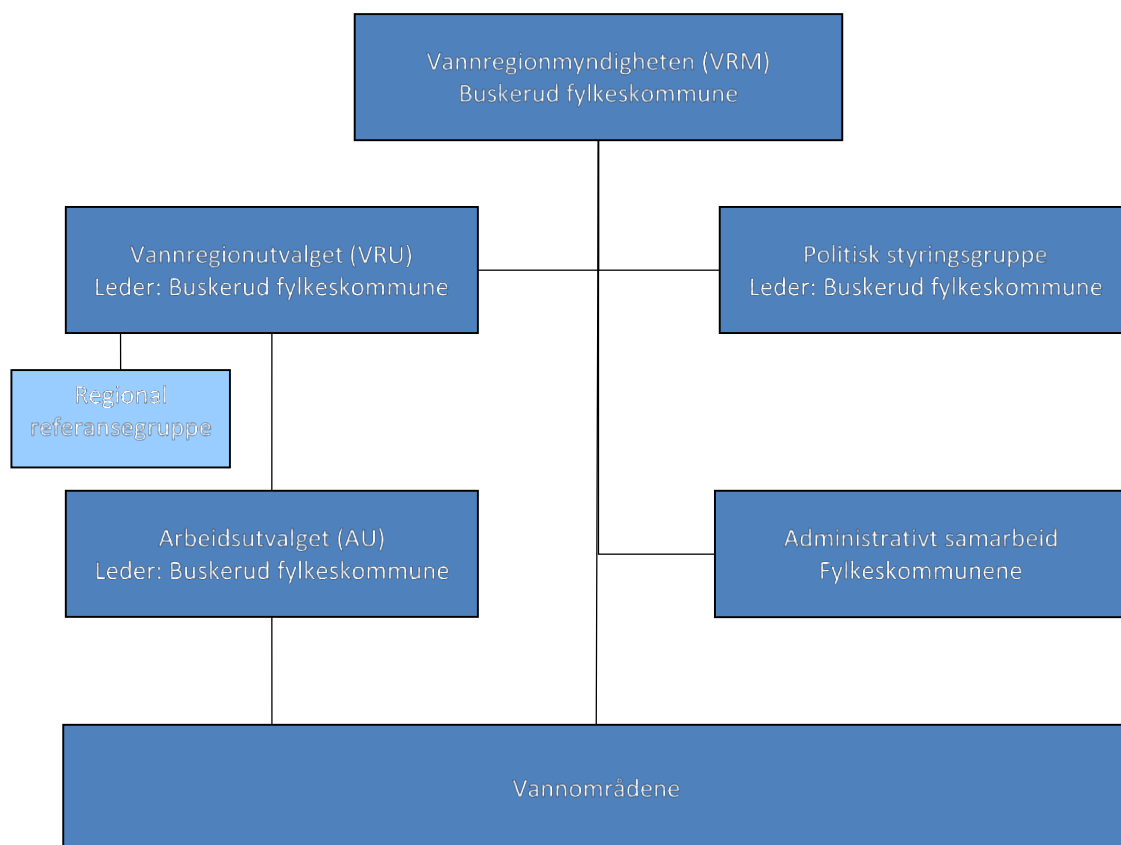 Vannregionmyndigheten (VRM)
Buskerud fylkeskommune
Vannregionutvalget (VRU)
Leder: Buskerud fylkeskommune
Politisk styringsgruppe
Leder: Buskerud fylkeskommune
Regional
referansegruppe
Arbeidsutvalget (AU)
Leder: Buskerud fylkeskommune
Administrativt samarbeid
Fylkeskommunene
Vannområdene